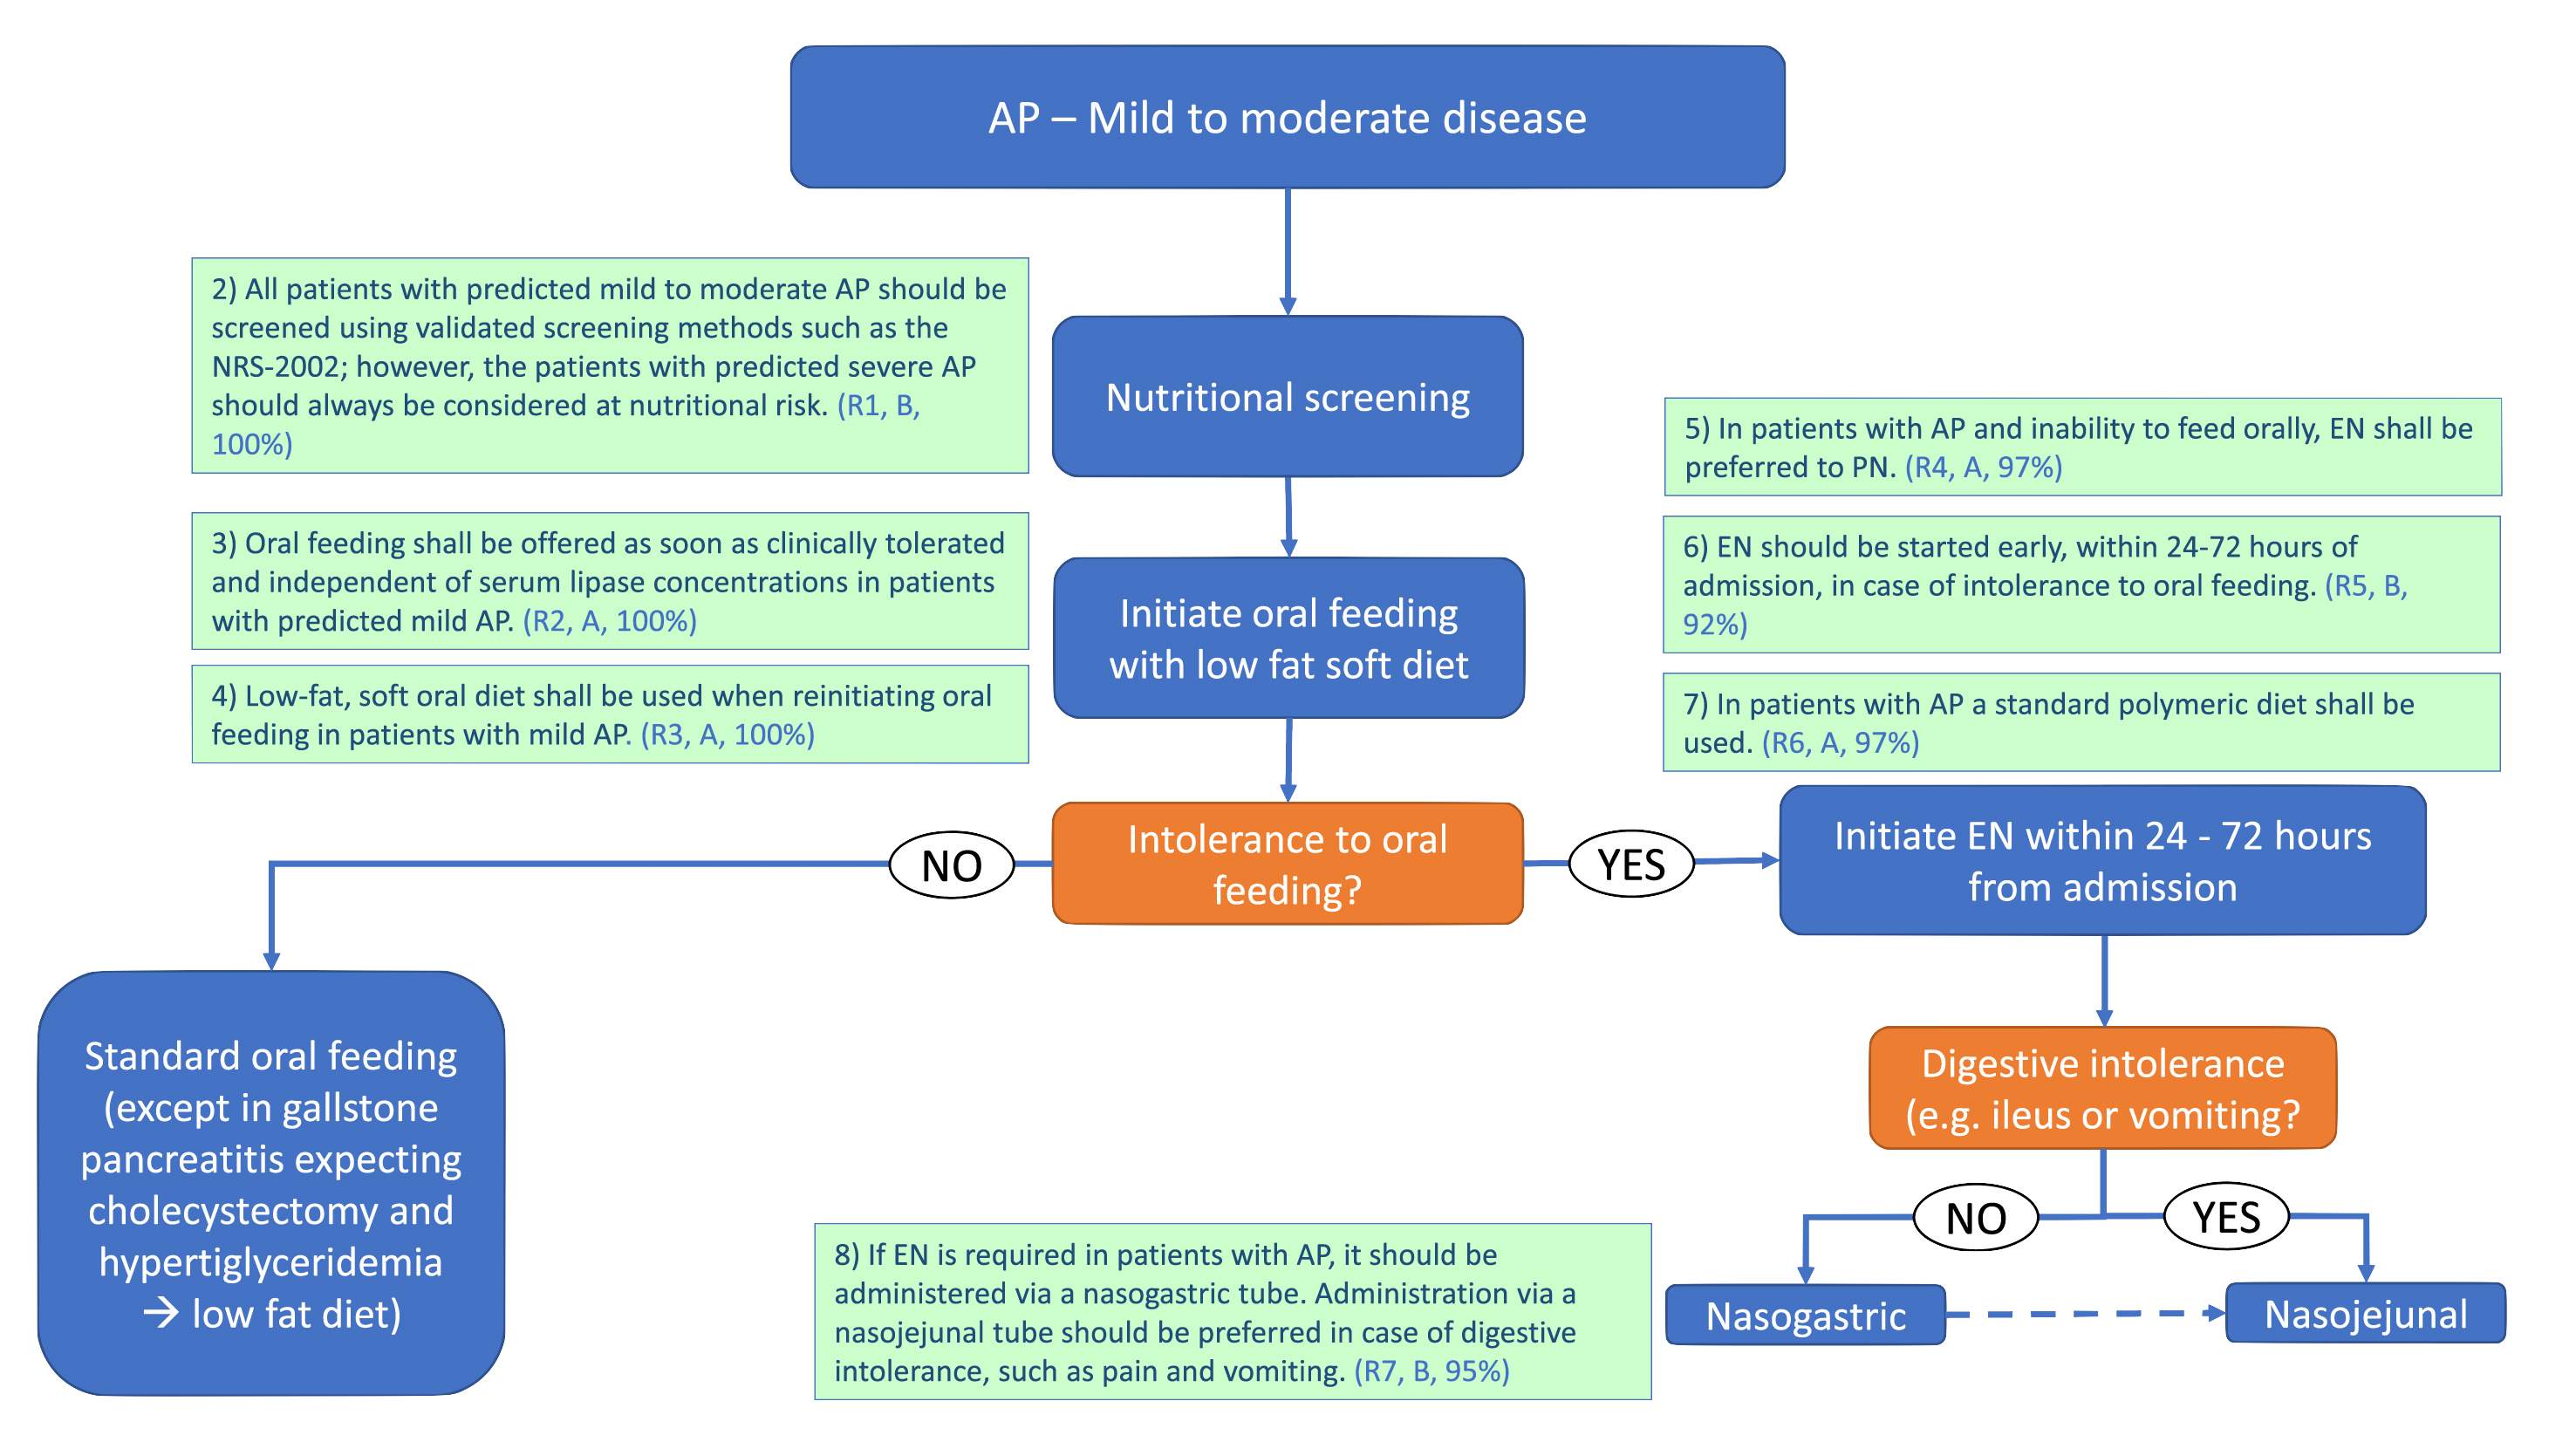 AP – Mild to moderate disease
2) All patients with predicted mild to moderate AP should be
screened using validated screening methods such as the
NRS-2002; however, the patients with predicted severe AP
should always be considered at nutritional risk. (R1, B,
100%)
Nutritional screening
5) In patients with AP and inability to feed orally, EN shall be
preferred to PN. (R4, A, 97%)
3) Oral feeding shall be offered as soon as clinically tolerated
and independent of serum lipase concentrations in patients
with predicted mild AP. (R2, A, 100%)
Initiate oral feeding
with low fat soft diet
6) EN should be started early, within 24-72 hours of
admission, in case of intolerance to oral feeding. (R5, B,
92%)
4) Low-fat, soft oral diet shall be used when reinitiating oral
feeding in patients with mild AP. (R3, A, 100%)
7) In patients with AP a standard polymeric diet shall be
used. (R6, A, 97%)
NO
Intolerance to oral
feeding?
YES
Initiate EN within 24 - 72 hours
from admission
Standard oral feeding
(except in gallstone
pancreatitis expecting
cholecystectomy and
hypertiglyceridemia
→ low fat diet)
Digestive intolerance
(e.g. ileus or vomiting?
NO
YES
8) If EN is required in patients with AP, it should be
administered via a nasogastric tube. Administration via a
nasojejunal tube should be preferred in case of digestive
intolerance, such as pain and vomiting. (R7, B, 95%)
Nasogastric
Nasojejunal